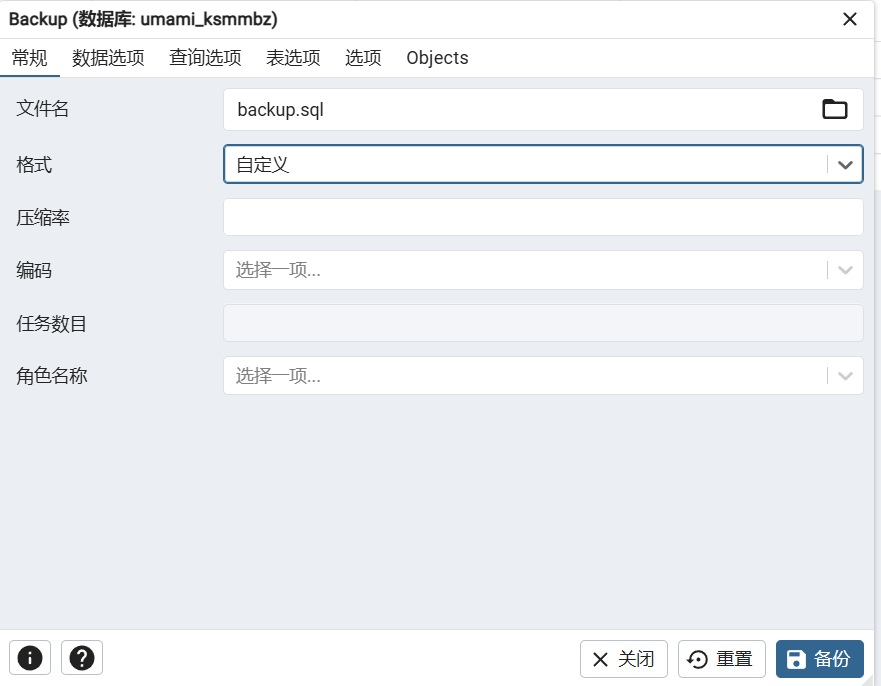 Backup (数据库: umami_ksmmbz)
常规 数据选项 查询选项 表选项 选项 Objects
文件名 backup.sql
格式 自定义
压缩率
编码 选择一项...
任务数目
角色名称 选择一项...
关闭 重置 备份